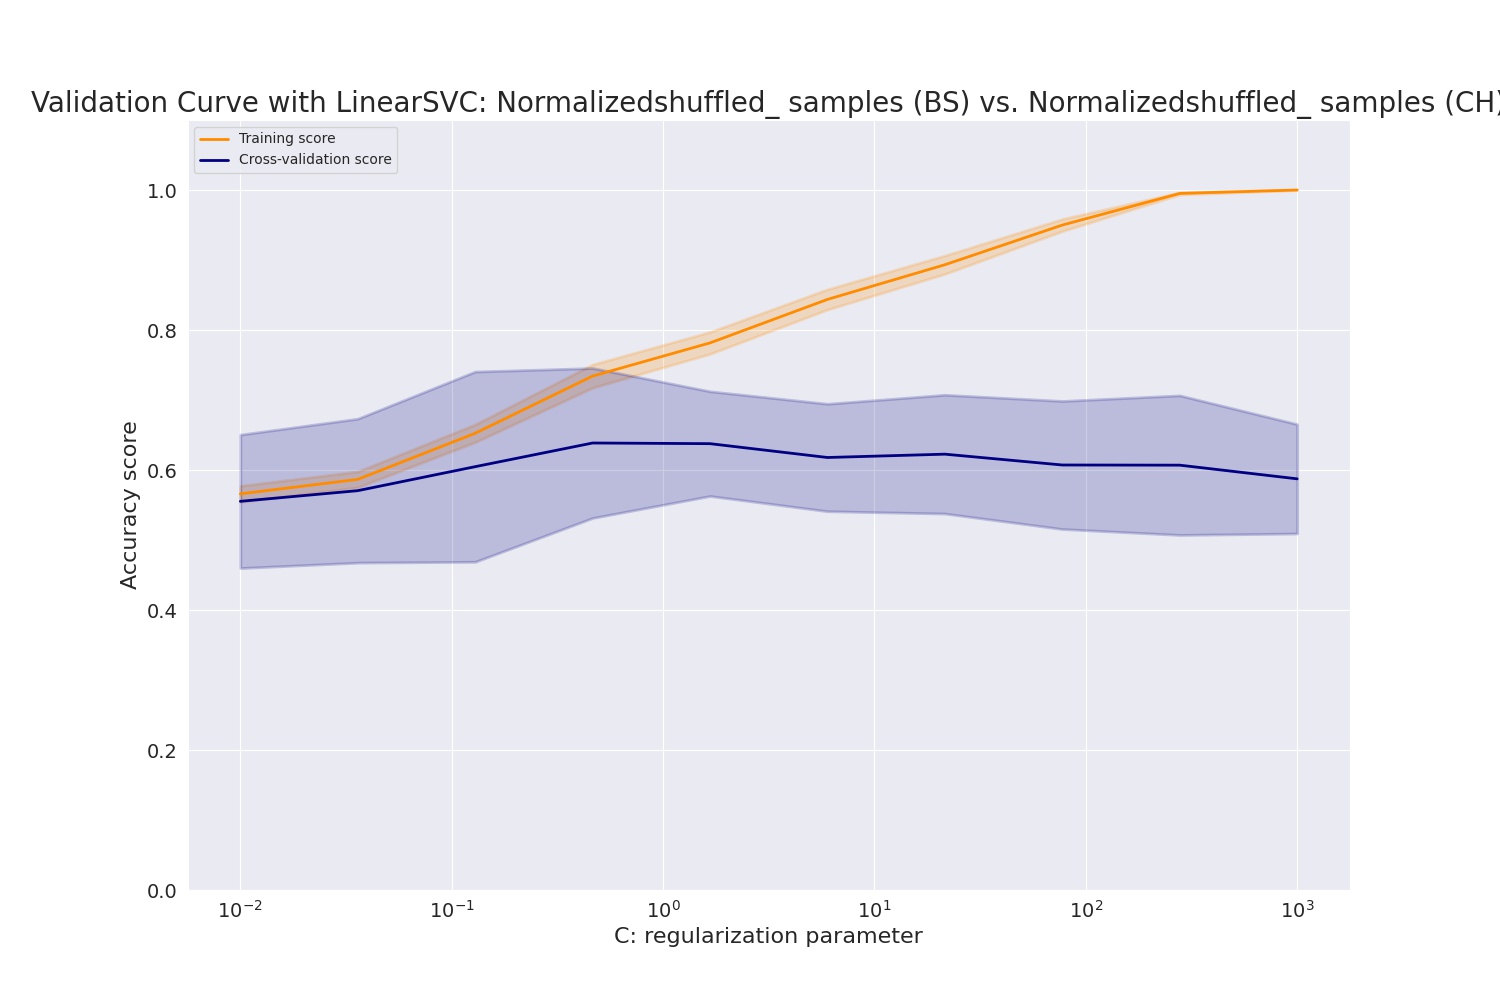 Validation Curve with LinearSVC: Normalizedshuffled_ samples (BS) vs. Normalizedshuffled_ samples (CH)
Training score
Cross-validation score
1.0
0.8
0.6
0.4
0.2
0.0
Accuracy score
10⁻² 10⁻¹ 10⁰ 10¹ 10² 10³
C: regularization parameter